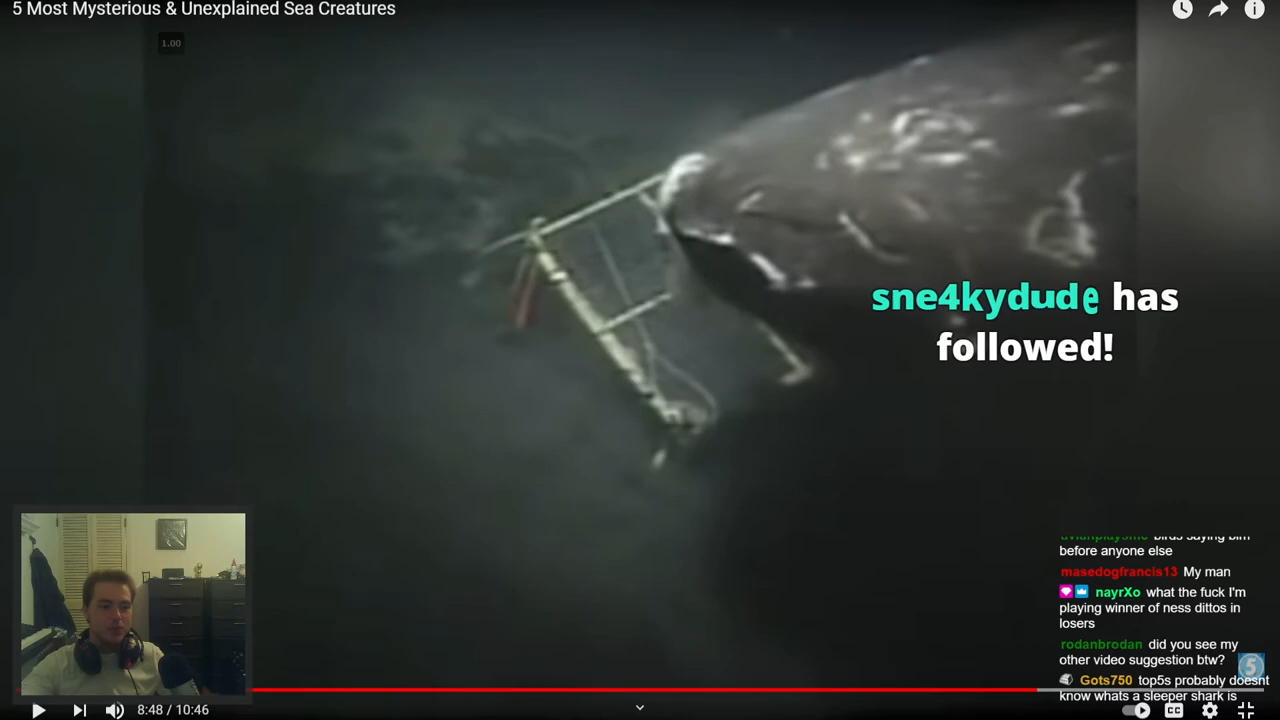 5 Most Mysterious & Unexplained Sea Creatures
1.00
sne4kydude has
followed!
before anyone else
masedogfrancis13 My man
nayrXo what the fuck I'm
playing winner of ness dittos in
losers
rodanbrodan did you see my
other video suggestion btw?
5
Gots750 top5s probably doesnt
know whats a sleeper shark is
8:48 / 10:46
CC